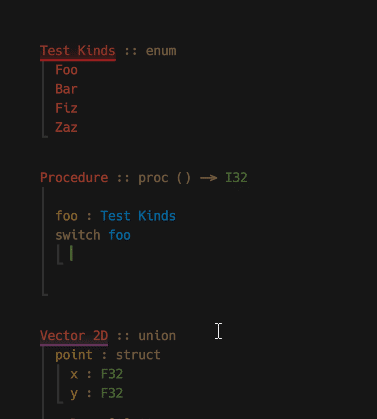 Test Kinds :: enum
Foo
Bar
Fiz
Zaz
Procedure :: proc () —> I32
foo : Test Kinds
switch foo
Vector 2D :: union
point : struct
x : F32
y : F32